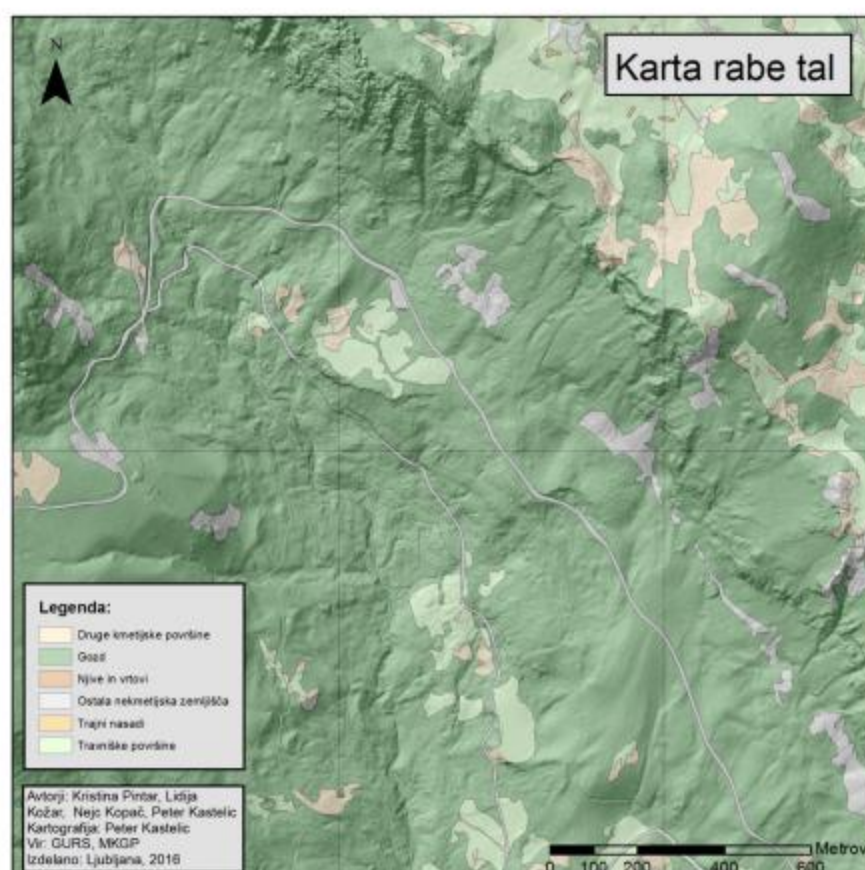 N
Karta rabe tal
Legenda:
Druge kmetijske površine
Gozd
Njive in vrtovi
Ostala nekmetijska zemljišča
Trajni nasadi
Travniške površine
Avtorji: Kristina Pintar, Lidija
Kožar, Nejc Kopač, Peter Kastelic
Kartografija: Peter Kastelic
Vir: GURS, MKGP
Izdelano: Ljubljana, 2016
Metrov
0 100 200 400 600